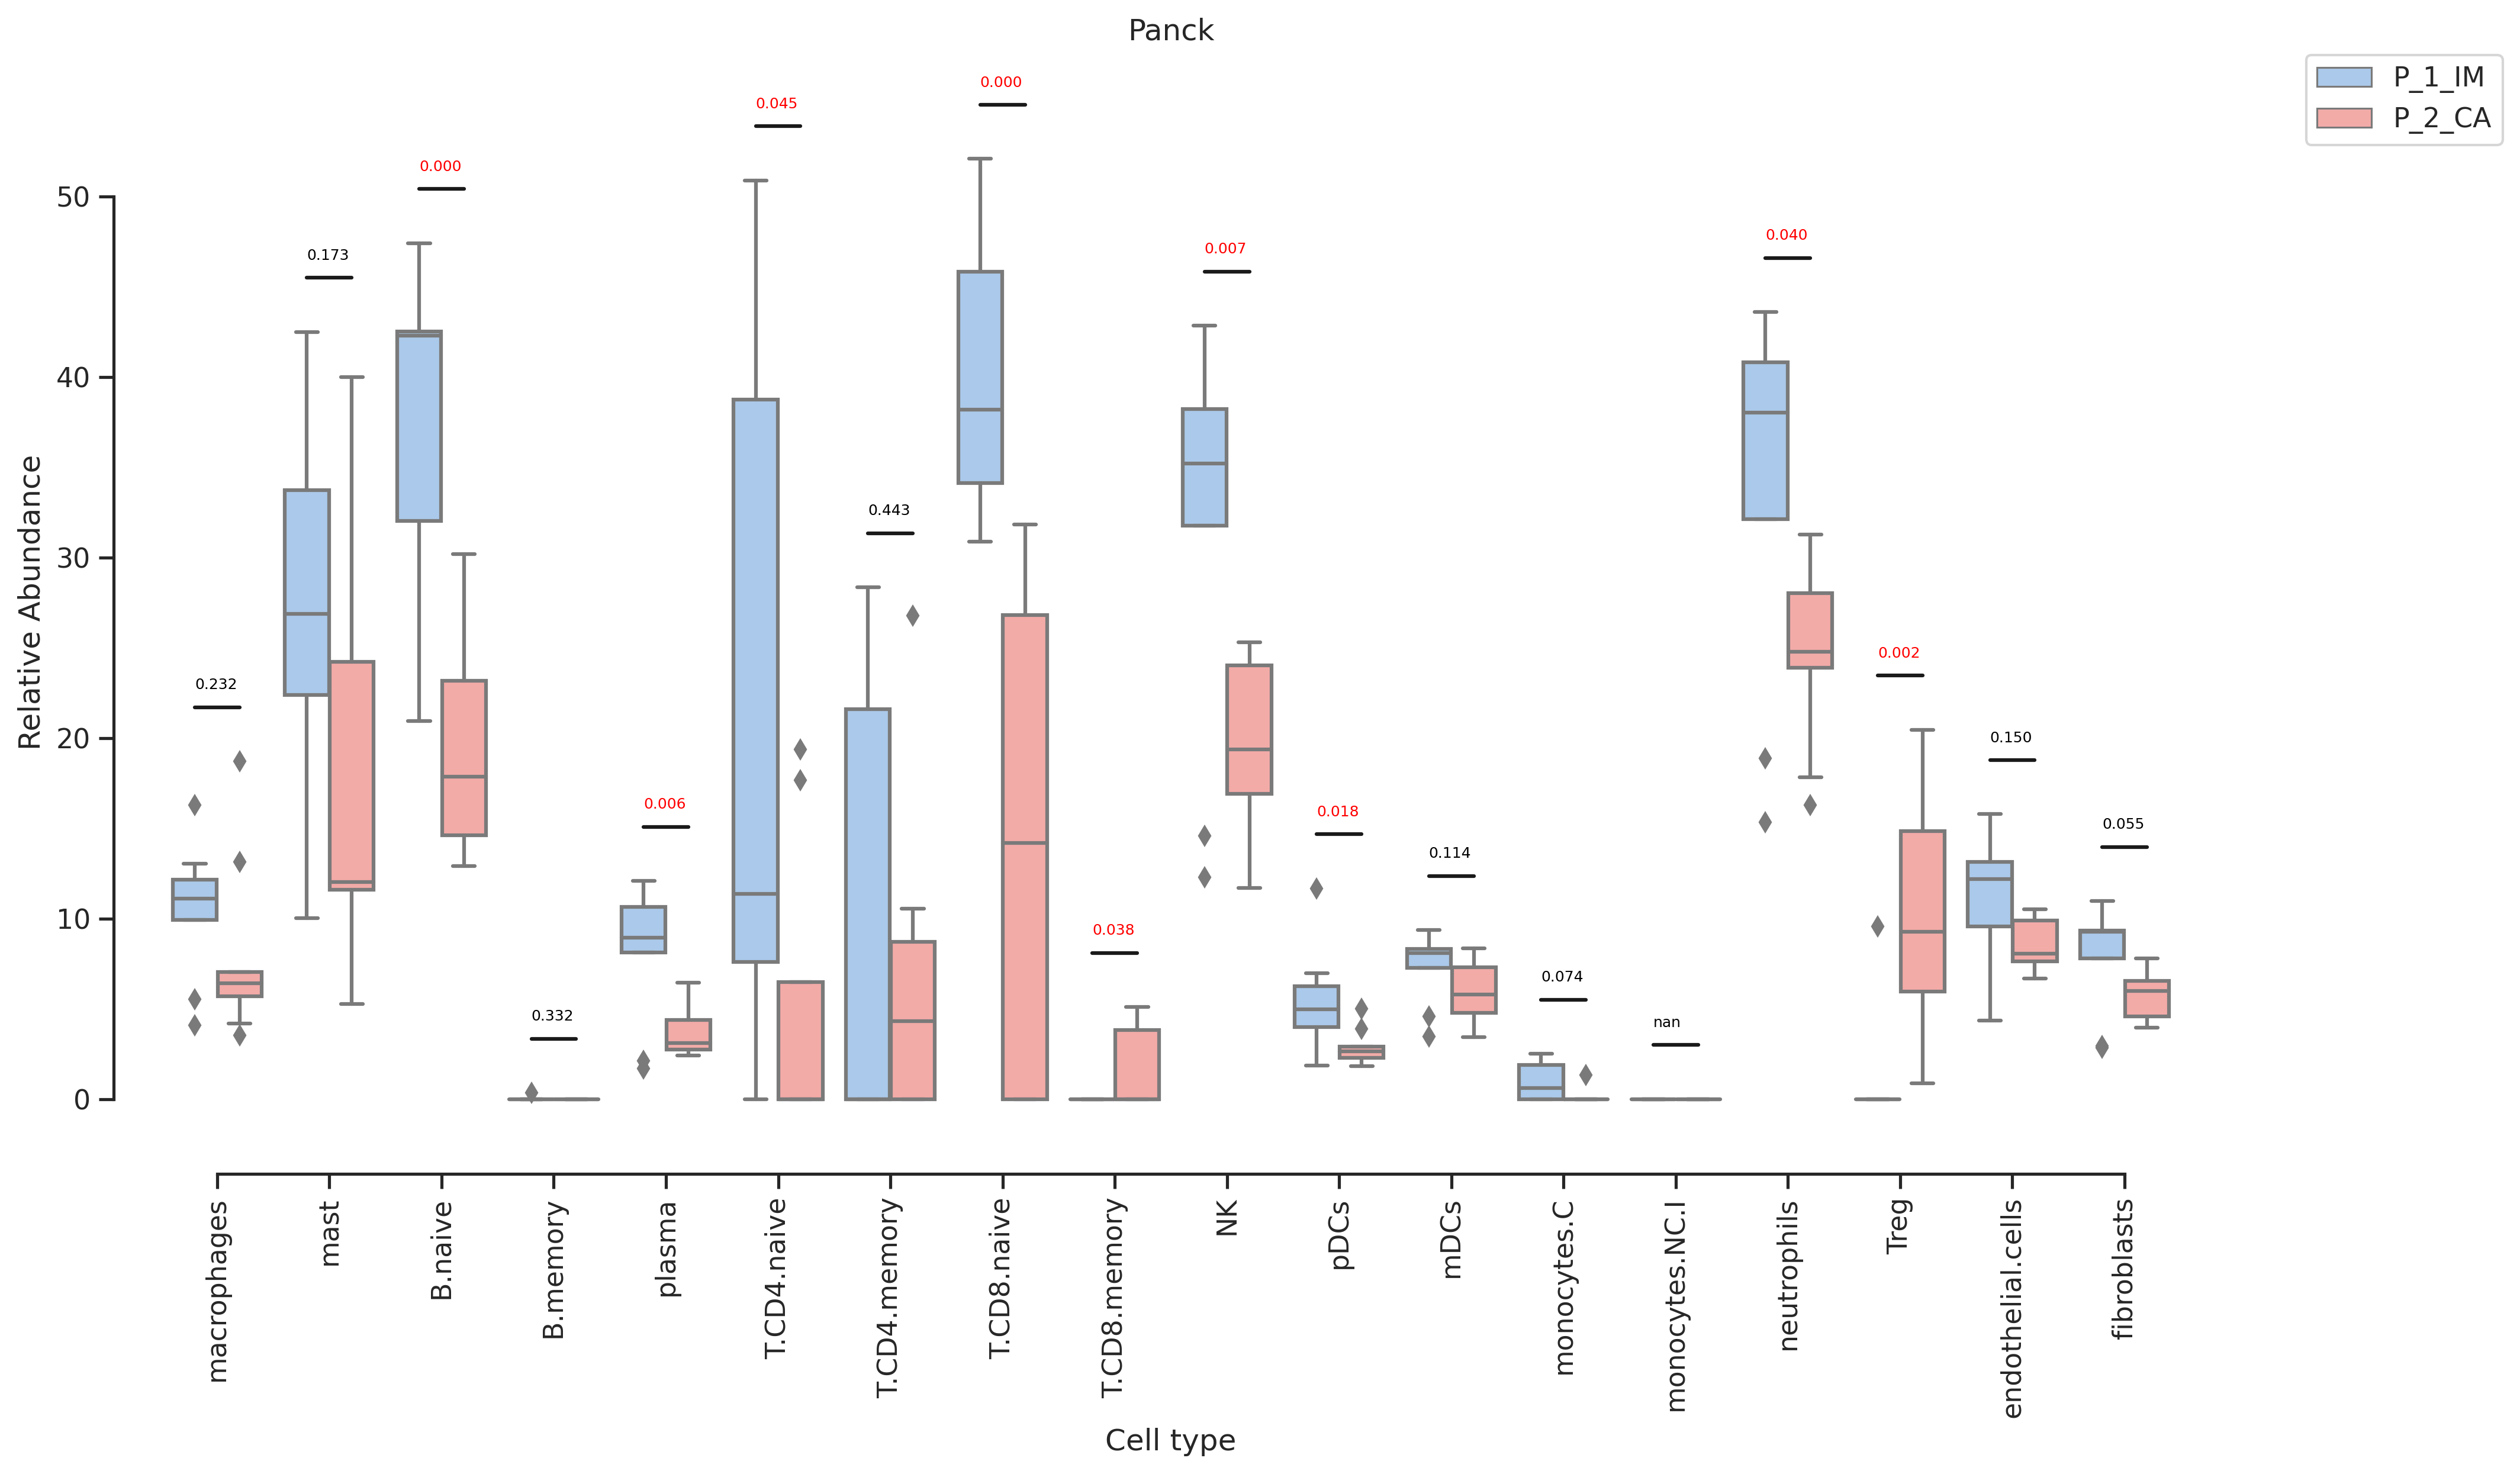 Panck
P_1_IM
P_2_CA
0.232
0.173
0.000
0.332
0.006
0.045
0.443
0.000
0.038
0.007
0.018
0.114
0.074
nan
0.040
0.002
0.150
0.055
Relative Abundance
50
40
30
20
10
0
macrophages
mast
B.naive
B.memory
plasma
T.CD4.naive
T.CD4.memory
T.CD8.naive
T.CD8.memory
NK
pDCs
mDCs
monocytes.C
monocytes.NC.I
neutrophils
Treg
endothelial.cells
fibroblasts
Cell type